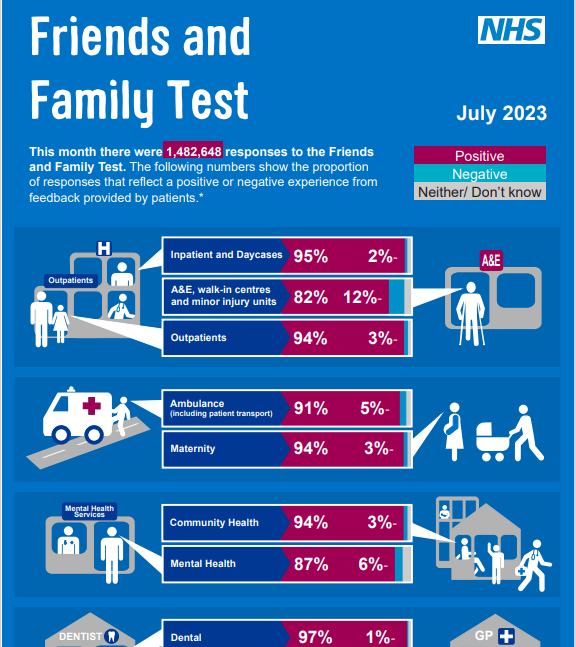 Friends and
Family Test
NHS
July 2023
This month there were 1,482,648 responses to the Friends
and Family Test. The following numbers show the proportion
of responses that reflect a positive or negative experience from
feedback provided by patients.*
Positive
Negative
Neither/ Don't know
H
Outpatients
Inpatient and Daycases 95% 2%-
A&E, walk-in centres
and minor injury units 82% 12%-
Outpatients 94% 3%-
A&E
Ambulance
(including patient transport) 91% 5%-
Maternity 94% 3%-
Mental Health
Services
Community Health 94% 3%-
Mental Health 87% 6%-
DENTIST
Dental 97% 1%-
GP